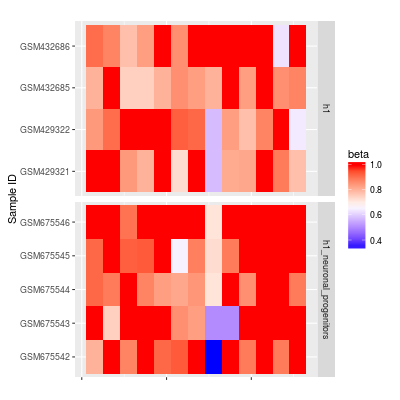 GSM432686
GSM432685
GSM429322
GSM429321
h1
GSM675546
GSM675545
GSM675544
GSM675543
GSM675542
h1_neuronal_progenitors
Sample ID
beta
1.0
0.8
0.6
0.4